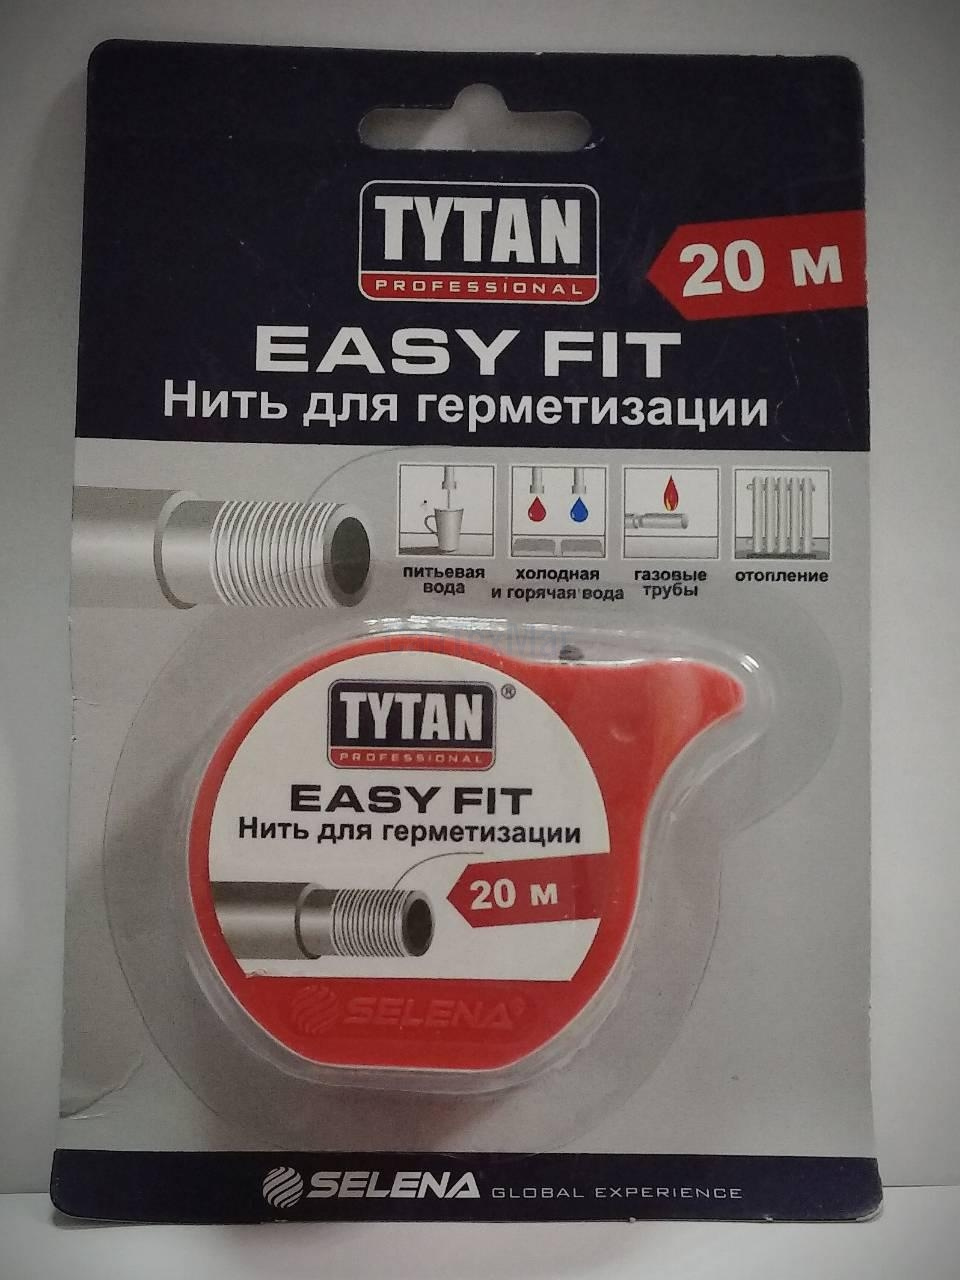 TYTAN
PROFESSIONAL
20 м
EASY FIT
Нить для герметизации
питьевая
вода
холодная
и горячая вода
газовые
трубы
отопление
TYTAN ®
PROFESSIONAL
EASY FIT
Нить для герметизации
20 м
SELENA
SELENA GLOBAL EXPERIENCE